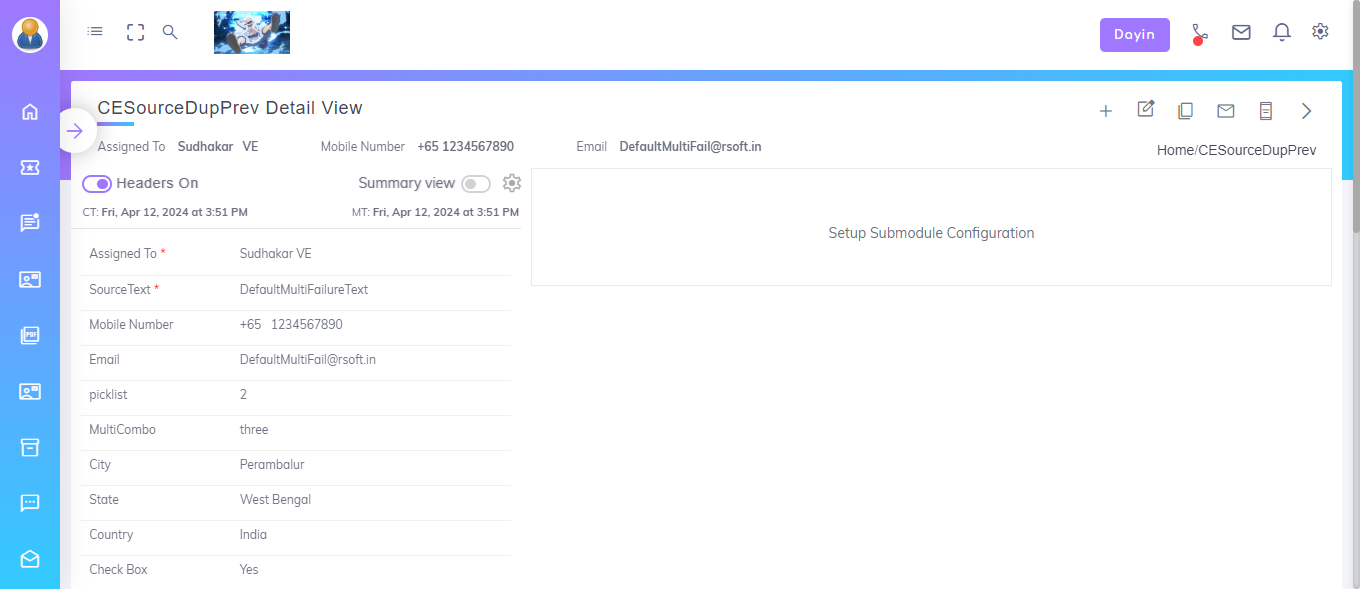 Dayin
CESourceDupPrev Detail View
Assigned To Sudhakar VE Mobile Number +65 1234567890 Email DefaultMultiFail@rsoft.in
Home/CESourceDupPrev
Headers On Summary view
CT: Fri, Apr 12, 2024 at 3:51 PM MT: Fri, Apr 12, 2024 at 3:51 PM
Setup Submodule Configuration
Assigned To * Sudhakar VE
SourceText * DefaultMultiFailureText
Mobile Number +65 1234567890
Email DefaultMultiFail@rsoft.in
picklist 2
MultiCombo three
City Perambalur
State West Bengal
Country India
Check Box Yes
PDF